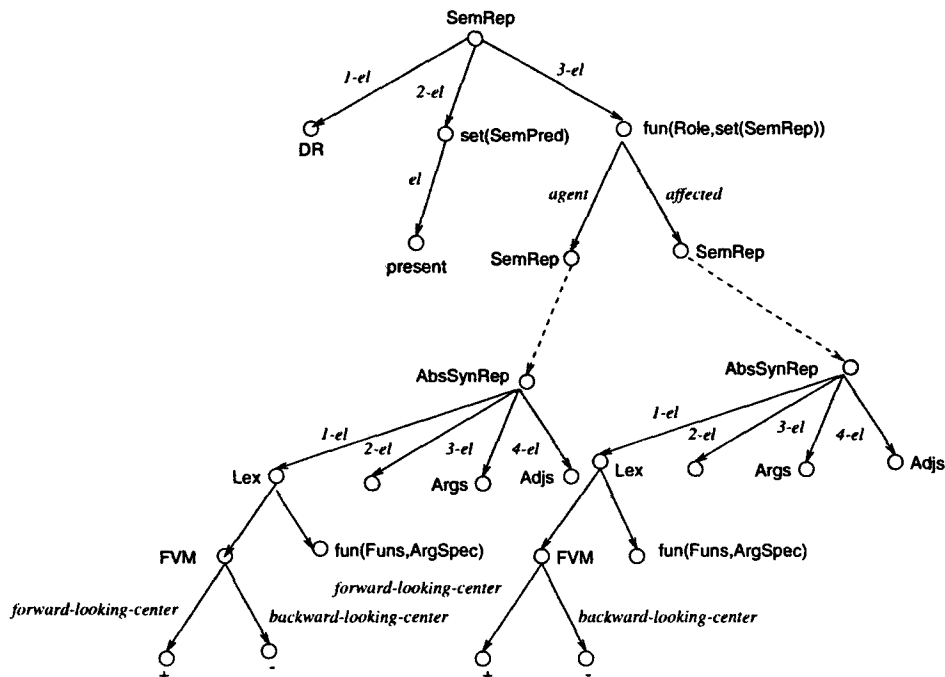 SemRep
1-el
2-el
3-el
DR
set(SemPred)
fun(Role,set(SemRep))
el
agent
affected
present
SemRep
SemRep
AbsSynRep
AbsSynRep
1-el
2-el
3-el
4-el
1-el
2-el
3-el
4-el
Lex
Args
Adjs
Lex
Args
Adjs
FVM
fun(Funs,ArgSpec)
FVM
fun(Funs,ArgSpec)
forward-looking-center
backward-looking-center
forward-looking-center
backward-looking-center
+
-
+
-